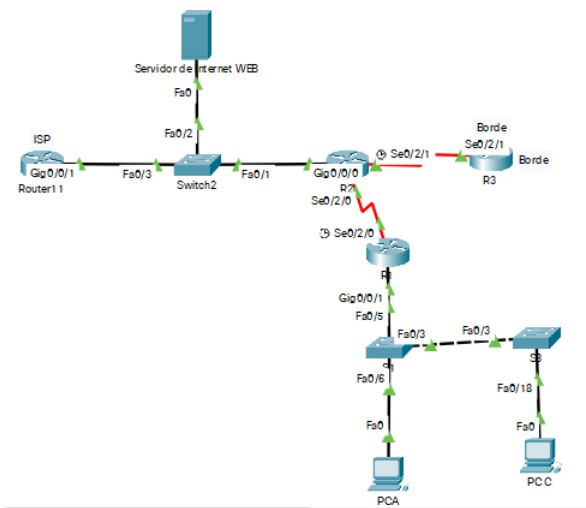 Servidor de Internet WEB
Fa0
Fa0/2
ISP
Gig0/0/1
Router11
Fa0/3
Switch2
Fa0/1
Gig0/0/0
R2
Se0/2/1
Borde
Se0/2/1
Borde
R3
Se0/2/0
Se0/2/0
R1
Gig0/0/1
Fa0/5
Fa0/3
Fa0/3
S3
Fa0/6
Fa0/18
Fa0
Fa0
PCA
PC C